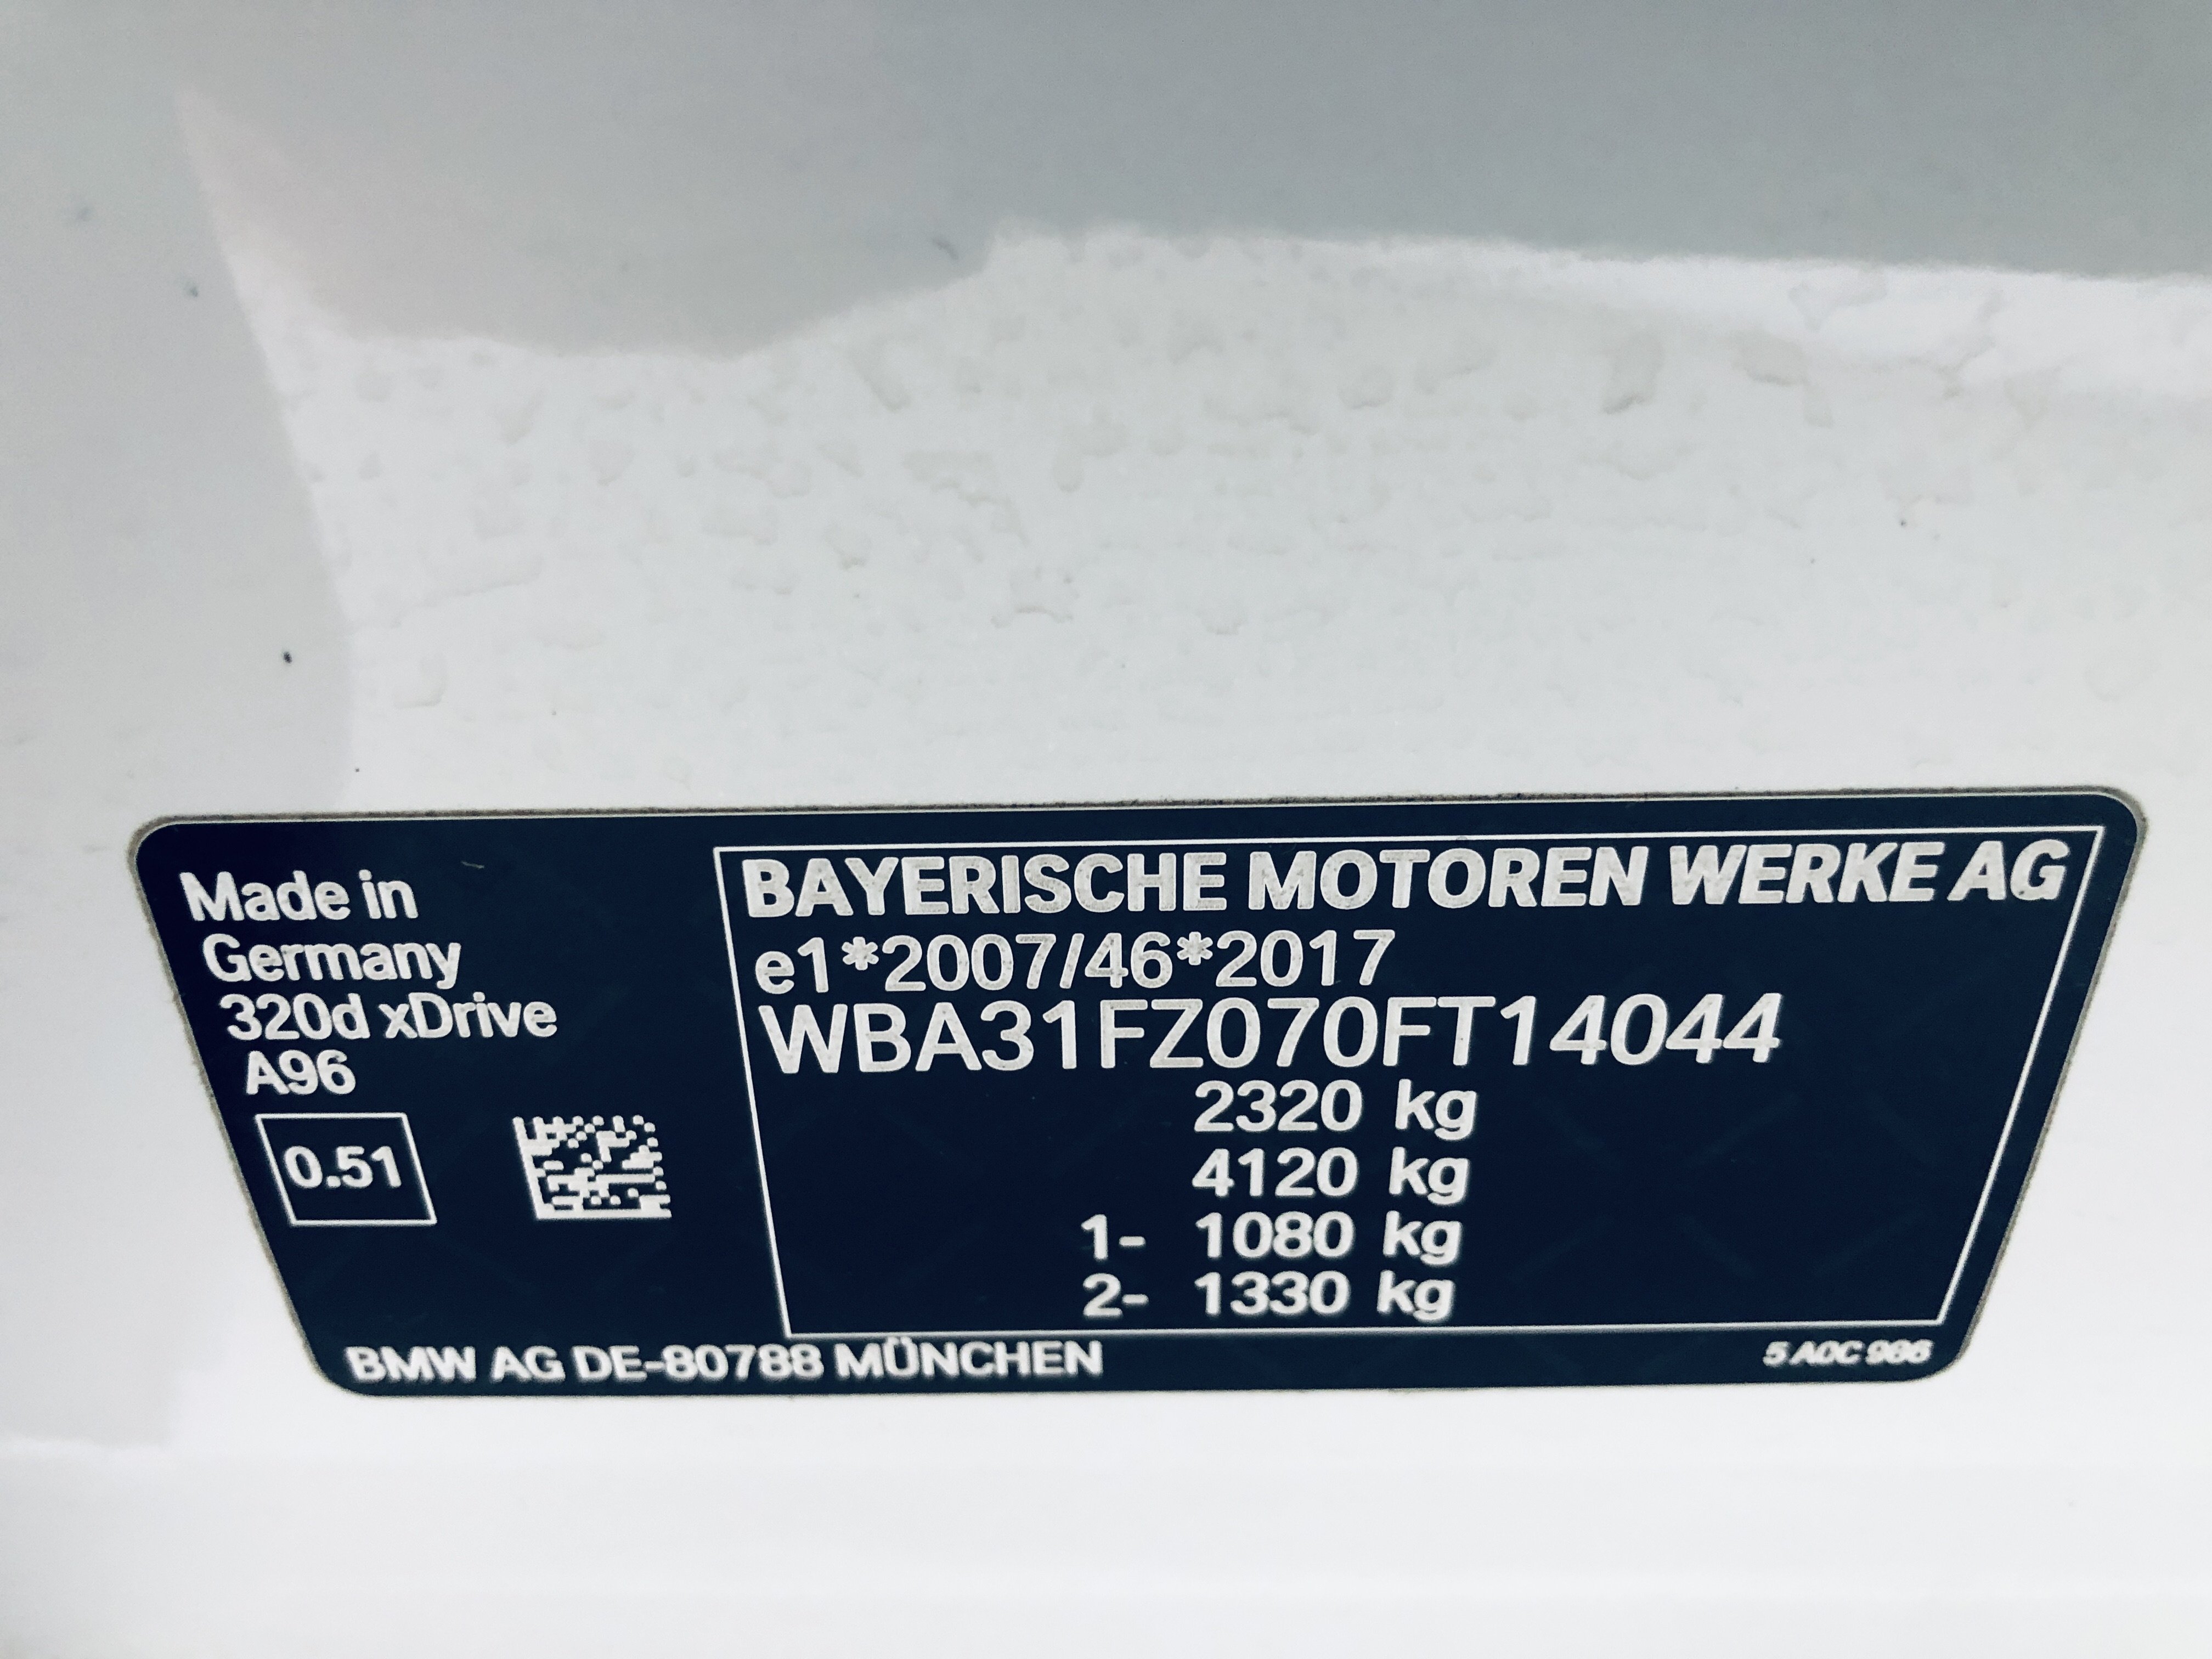 Made in
Germany
320d xDrive
A96
0.51
BAYERISCHE MOTOREN WERKE AG
e1*2007/46*2017
WBA31FZ070FT14044
2320 kg
4120 kg
1- 1080 kg
2- 1330 kg
BMW AG DE-80788 MÜNCHEN
5 A0C 986